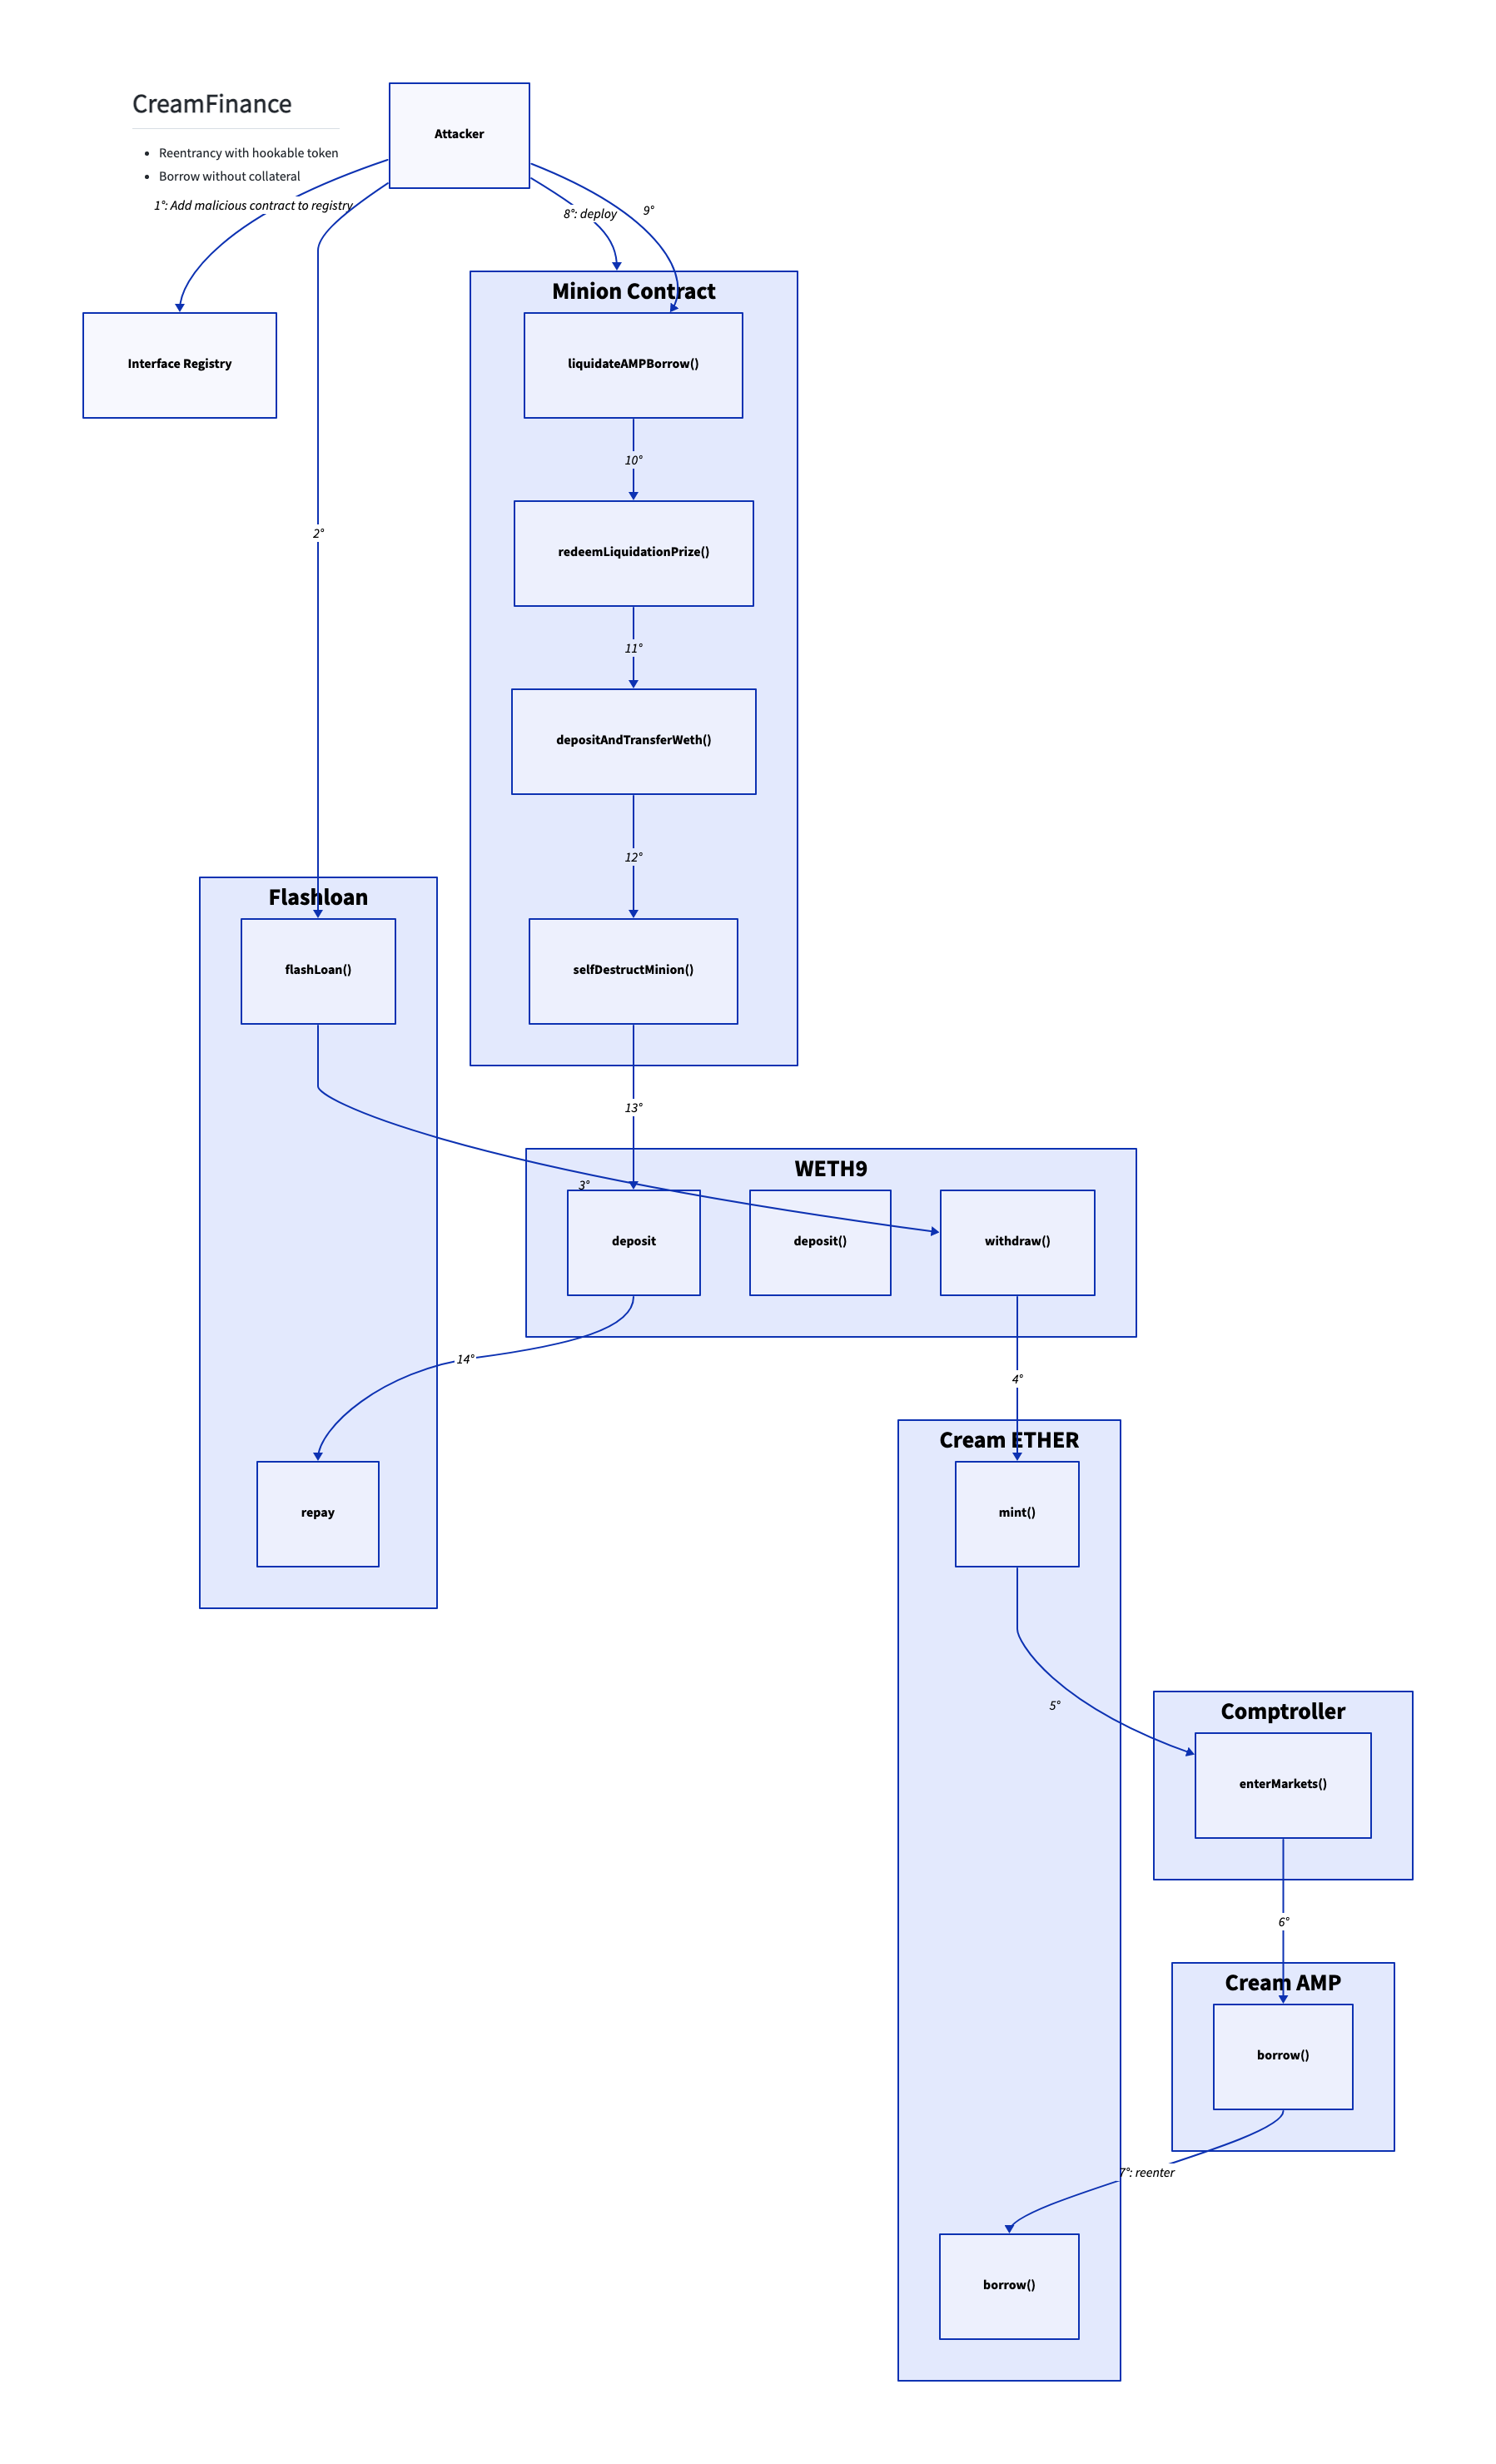 CreamFinance
Reentrancy with hookable token
Borrow without collateral
Attacker
1°: Add malicious contract to registry
8°: deploy
9°
Minion Contract
Interface Registry
liquidateAMPBorrow()
10°
2°
redeemLiquidationPrize()
11°
depositAndTransferWeth()
12°
Flashloan
flashLoan()
selfDestructMinion()
13°
WETH9
3°
deposit
deposit()
withdraw()
14°
4°
Cream ETHER
repay
mint()
5°
Comptroller
enterMarkets()
6°
Cream AMP
borrow()
7°: reenter
borrow()